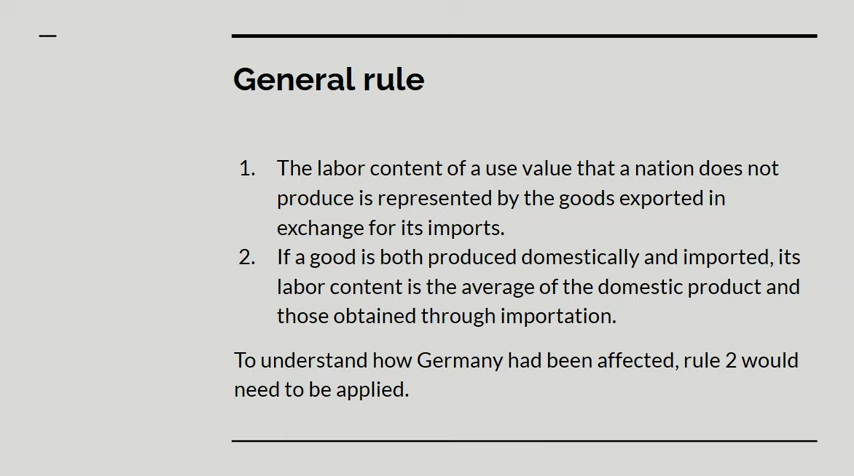 General rule
1. The labor content of a use value that a nation does not
produce is represented by the goods exported in
exchange for its imports.
2. If a good is both produced domestically and imported, its
labor content is the average of the domestic product and
those obtained through importation.
To understand how Germany had been affected, rule 2 would
need to be applied.